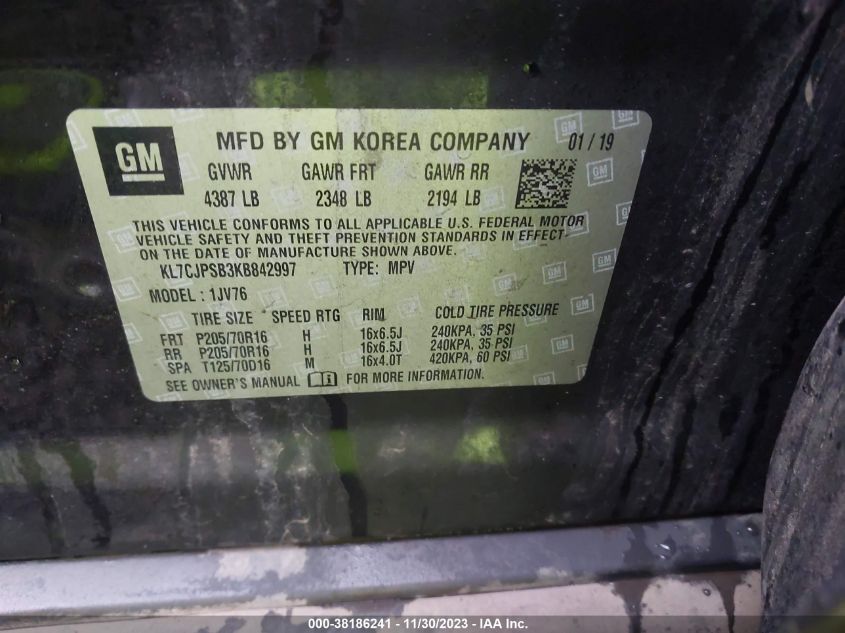 GM MFD BY GM KOREA COMPANY 01 / 19
GVWR GAWR FRT GAWR RR
4387 LB 2348 LB 2194 LB
THIS VEHICLE CONFORMS TO ALL APPLICABLE U.S. FEDERAL MOTOR
VEHICLE SAFETY AND THEFT PREVENTION STANDARDS IN EFFECT
ON THE DATE OF MANUFACTURE SHOWN ABOVE.
KL7CJPSB3KB842997 TYPE: MPV
MODEL : 1JV76
TIRE SIZE SPEED RTG RIM COLD TIRE PRESSURE
FRT P205/70R16 H 16x6.5J 240KPA, 35 PSI
RR P205/70R16 H 16x6.5J 240KPA, 35 PSI
SPA T125/70D16 M 16x4.0T 420KPA, 60 PSI
SEE OWNER'S MANUAL FOR MORE INFORMATION.
000-38186241 - 11/30/2023 - IAA Inc.